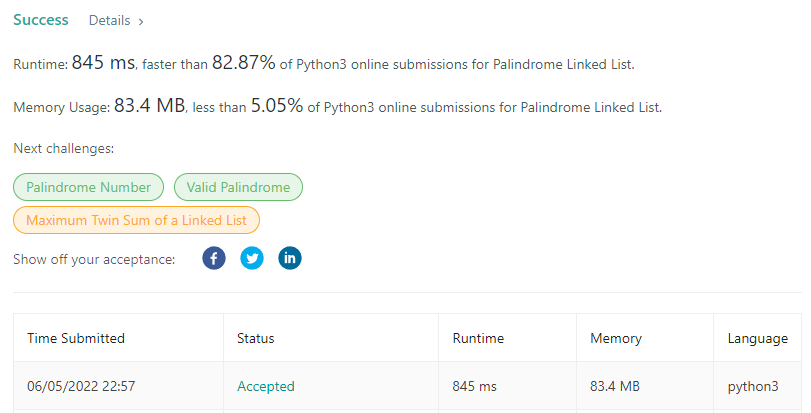 Success Details >
Runtime: 845 ms, faster than 82.87% of Python3 online submissions for Palindrome Linked List.
Memory Usage: 83.4 MB, less than 5.05% of Python3 online submissions for Palindrome Linked List.
Next challenges:
Palindrome Number Valid Palindrome
Maximum Twin Sum of a Linked List
Show off your acceptance: f in
Time Submitted Status Runtime Memory Language
06/05/2022 22:57 Accepted 845 ms 83.4 MB python3